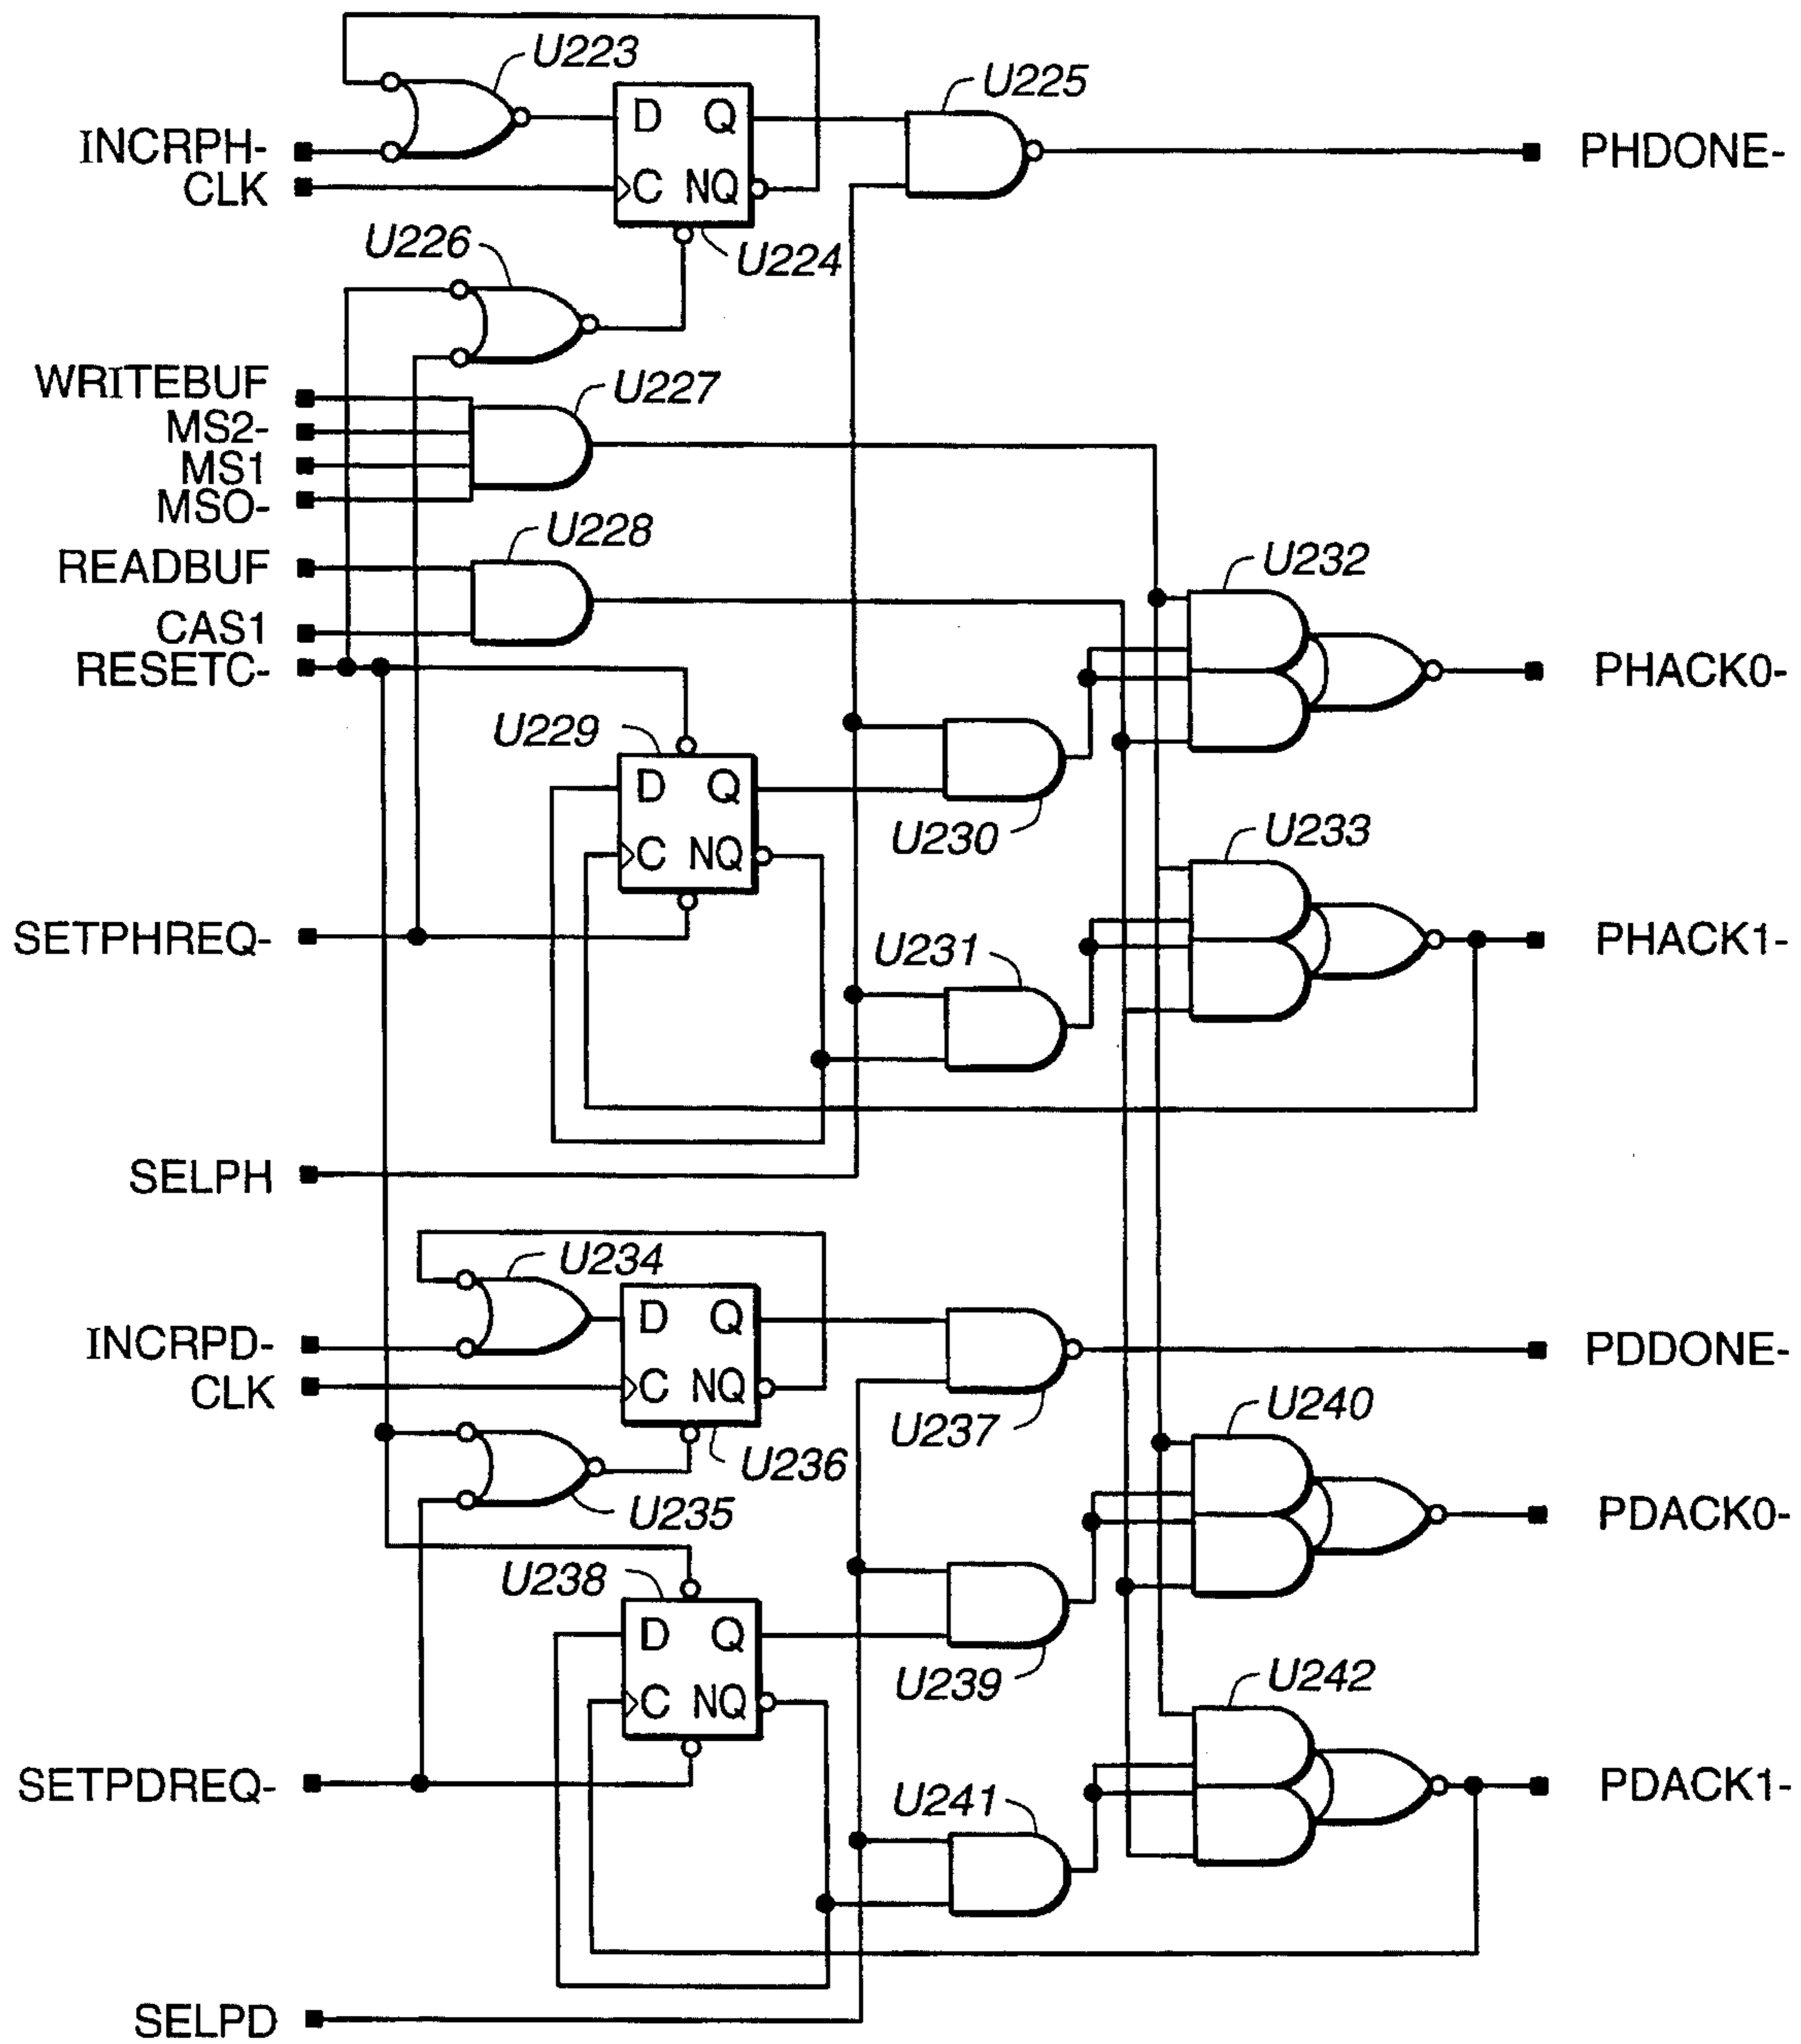 U223
D Q
U225
INCRPH-
PHDONE-
CLK
C NQ
U226
U224
WRITEBUF
U227
MS2-
MS1
MSO-
U228
READBUF
U232
CAS1
RESETC-
PHACK0-
U229
D Q
U230
U233
C NQ
SETPHREQ-
U231
PHACK1-
SELPH
U234
D Q
INCRPD-
PDDONE-
CLK
C NQ
U237
U240
U236
U235
PDACK0-
U238
D Q
U239
U242
C NQ
SETPDREQ-
U241
PDACK1-
SELPD